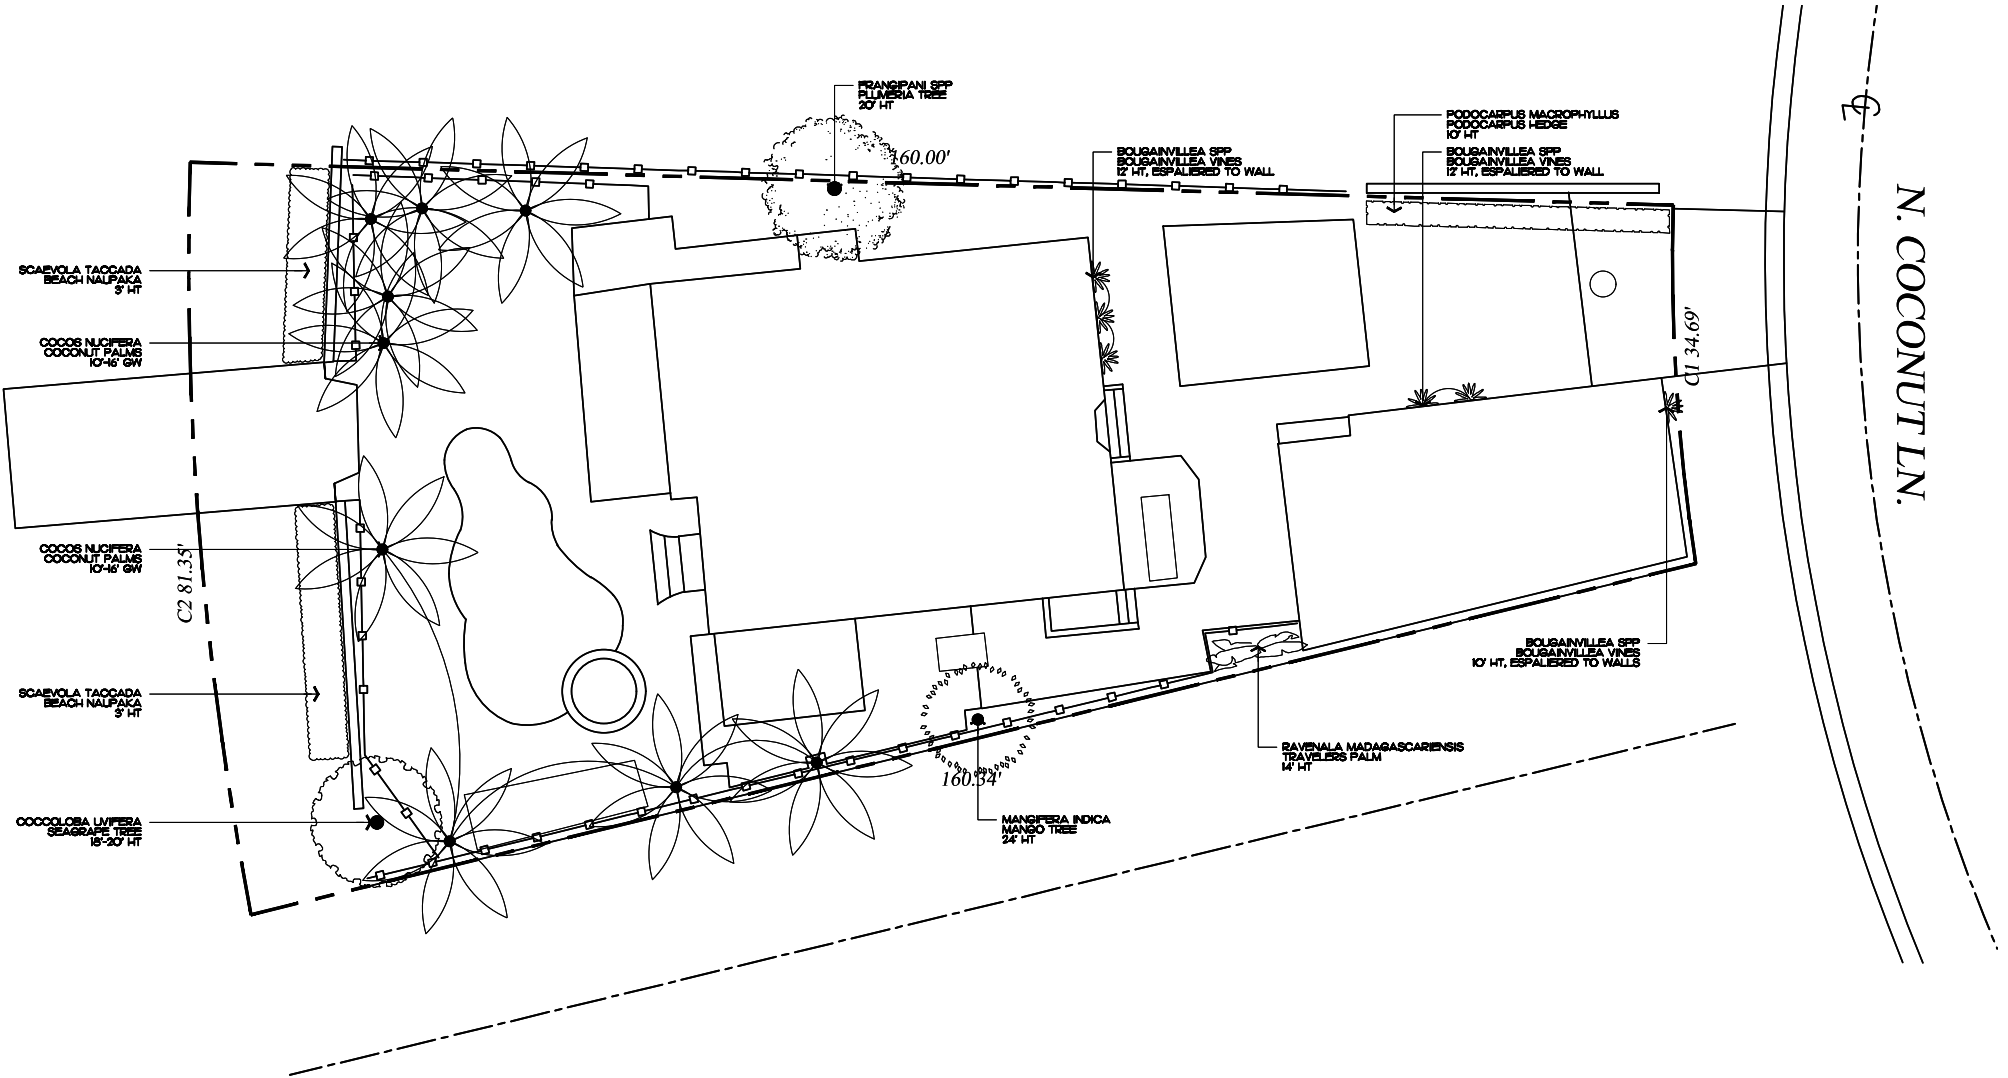 FRANGIPANI SPP
PLUMERIA TREE
20' HT
160.00'
BOUGAINVILLEA SPP
BOUGAINVILLEA VINES
12' HT, ESPALIERED TO WALL
PODOCARPUS MACROPHYLLUS
PODOCARPUS HEDGE
10' HT
BOUGAINVILLEA SPP
BOUGAINVILLEA VINES
12' HT, ESPALIERED TO WALL
N. COCONUT LN.
SCAEVOLA TACCADA
BEACH NAUPAKA
3' HT
COCOS NUCIFERA
COCONUT PALMS
10'-16' GW
C1 34.69'
COCOS NUCIFERA
COCONUT PALMS
10'-16' GW
C2 81.35'
BOUGAINVILLEA SPP
BOUGAINVILLEA VINES
10' HT, ESPALIERED TO WALLS
SCAEVOLA TACCADA
BEACH NAUPAKA
3' HT
RAVENALA MADAGASCARIENSIS
TRAVELERS PALM
14' HT
160.34'
COCCOLOBA UVIFERA
SEAGRAPE TREE
18'-20' HT
MANGIFERA INDICA
MANGO TREE
24' HT